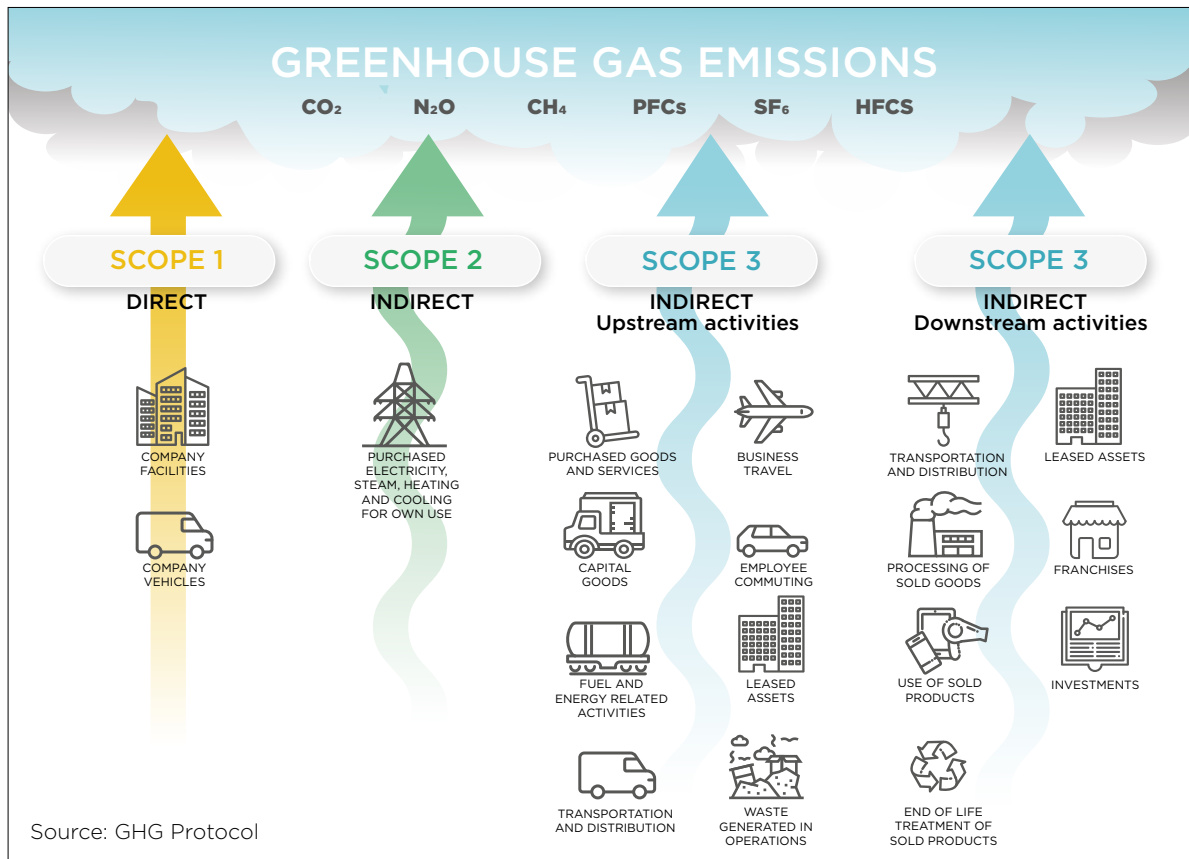 GREENHOUSE GAS EMISSIONS
CO₂ N₂O CH₄ PFCs SF₆ HFCS
SCOPE 1
DIRECT
COMPANY
FACILITIES
COMPANY
VEHICLES
SCOPE 2
INDIRECT
PURCHASED
ELECTRICITY,
STEAM, HEATING
AND COOLING
FOR OWN USE
SCOPE 3
INDIRECT
Upstream activities
PURCHASED GOODS
AND SERVICES
BUSINESS
TRAVEL
CAPITAL
GOODS
EMPLOYEE
COMMUTING
FUEL AND
ENERGY RELATED
ACTIVITIES
LEASED
ASSETS
TRANSPORTATION
AND DISTRIBUTION
WASTE
GENERATED IN
OPERATIONS
SCOPE 3
INDIRECT
Downstream activities
TRANSPORTATION
AND DISTRIBUTION
LEASED ASSETS
PROCESSING OF
SOLD GOODS
FRANCHISES
USE OF SOLD
PRODUCTS
INVESTMENTS
END OF LIFE
TREATMENT OF
SOLD PRODUCTS
Source: GHG Protocol